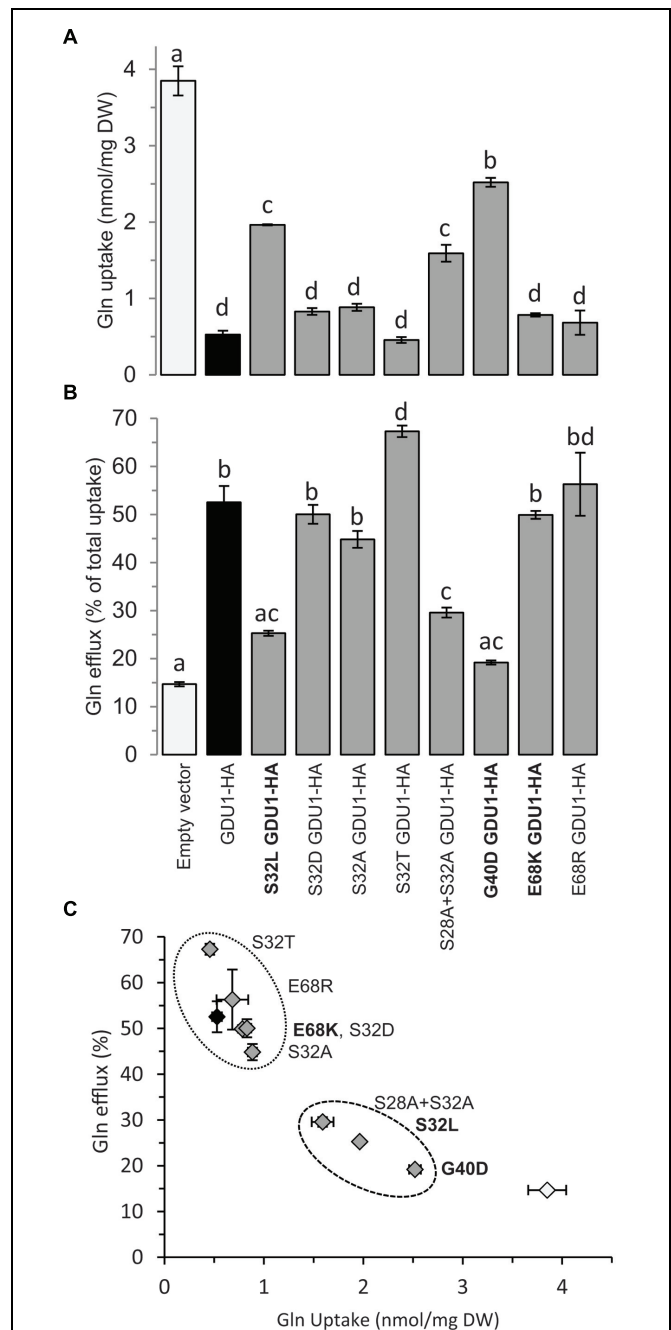 A
Gln uptake (nmol/mg DW)
4
3
2
1
0
a
d
c
d
d
d
c
b
d
d
B
Gln efflux (% of total uptake)
70
60
50
40
30
20
10
0
a
b
ac
b
b
d
c
ac
b
bd
Empty vector
GDU1-HA
S32L GDU1-HA
S32D GDU1-HA
S32A GDU1-HA
S32T GDU1-HA
S28A+S32A GDU1-HA
G40D GDU1-HA
E68K GDU1-HA
E68R GDU1-HA
C
Gln efflux (%)
70
60
50
40
30
20
10
0
S32T
E68R
E68K, S32D
S32A
S28A+S32A
S32L
G40D
0 1 2 3 4
Gln Uptake (nmol/mg DW)